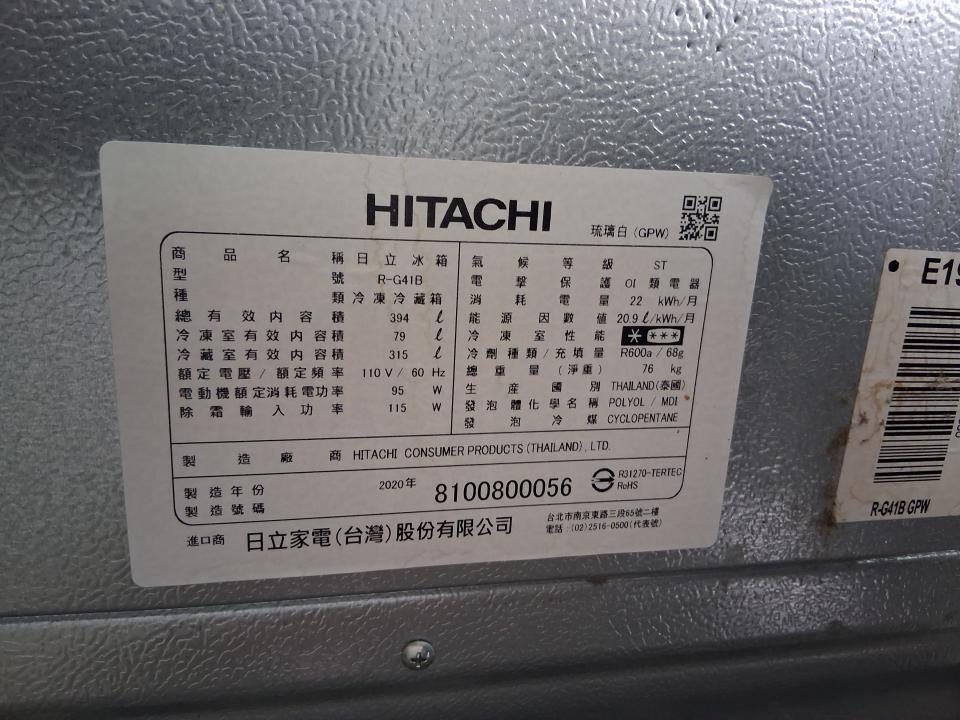 HITACHI
琉璃白 (GPW)
商品名稱 日立冰箱
型號 R-G41B
種類 冷凍冷藏箱
總有效內容積 394 ℓ
冷凍室有效內容積 79 ℓ
冷藏室有效內容積 315 ℓ
額定電壓 / 額定頻率 110 V / 60 Hz
電動機額定消耗電功率 95 W
除霜輸入功率 115 W
氣候等級 ST
電擊保護 OI 類電器
消耗電量 22 kWh/月
能源因數值 20.9 ℓ/kWh/月
冷凍室性能
冷劑種類/充填量 R600a / 68g
總重量(淨重) 76 kg
生產國別 THAILAND(泰國)
發泡體化學名稱 POLYOL / MDI
發泡冷媒 CYCLOPENTANE
製造廠商 HITACHI CONSUMER PRODUCTS (THAILAND), LTD.
製造年份 2020年
製造號碼 8100800056
R31270-TERTEC
RoHS
進口商 日立家電(台灣)股份有限公司
台北市南京東路三段65號二樓
電話:(02)2516-0500(代表號)
R-G41B GPW